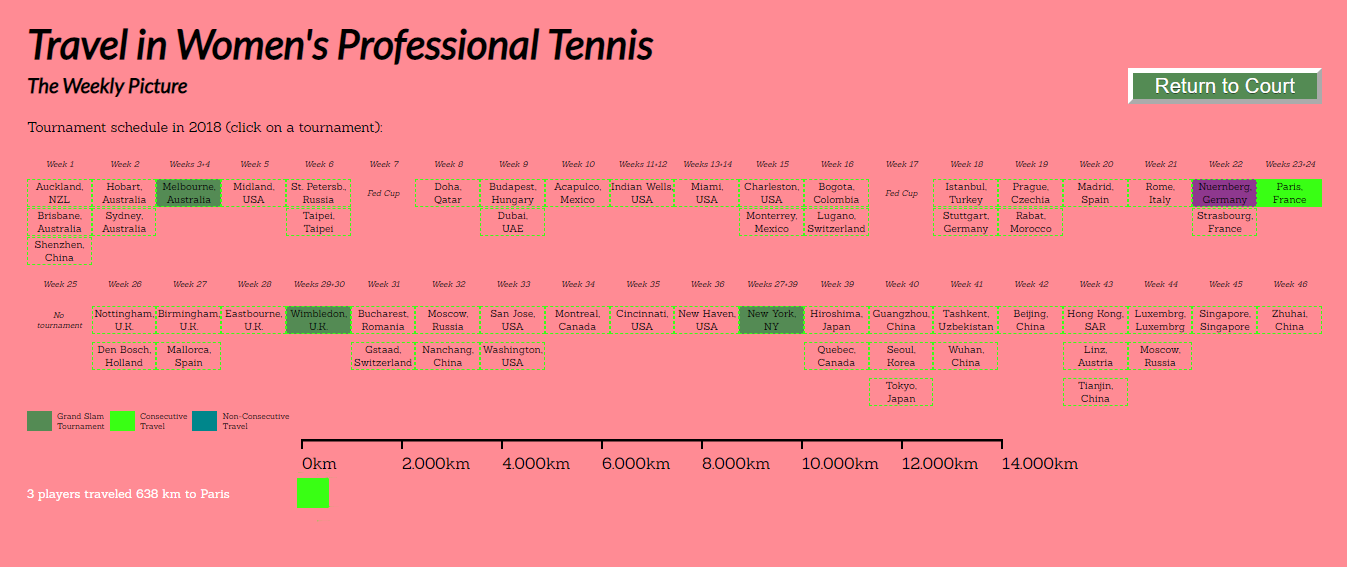 Travel in Women's Professional Tennis
The Weekly Picture
Return to Court
Tournament schedule in 2018 (click on a tournament):
Week 1 Week 2 Weeks 3+4 Week 5 Week 6 Week 7 Week 8 Week 9 Week 10 Weeks 11+12 Weeks 13+14 Week 15 Week 16 Week 17 Week 18 Week 19 Week 20 Week 21 Week 22 Weeks 23+24
Auckland, Hobart, Melbourne, Midland, St. Petersb., Fed Cup Doha, Budapest, Acapulco, Indian Wells, Miami, Charleston, Bogota, Fed Cup Istanbul, Prague, Madrid, Rome, Nuernberg, Paris,
NZL Australia Australia USA Russia Qatar Hungary Mexico USA USA USA Colombia Turkey Czechia Spain Italy Germany France
Brisbane, Sydney, Taipei, Dubai, Monterrey, Lugano, Stuttgart, Rabat, Strasbourg,
Australia Australia Taipei UAE Mexico Switzerland Germany Morocco France
Shenzhen,
China
Week 25 Week 26 Week 27 Week 28 Weeks 29+30 Week 31 Week 32 Week 33 Week 34 Week 35 Week 36 Weeks 27+39 Week 39 Week 40 Week 41 Week 42 Week 43 Week 44 Week 45 Week 46
No Nottingham, Birmingham, Eastbourne, Wimbledon, Bucharest, Moscow, San Jose, Montreal, Cincinnati, New Haven, New York, Hiroshima, Guangzhou, Tashkent, Beijing, Hong Kong, Luxembrg, Singapore, Zhuhai,
tournament U.K. U.K. U.K. U.K. Romania Russia USA Canada USA USA NY Japan China Uzbekistan China SAR Luxembrg Singapore China
Den Bosch, Mallorca, Gstaad, Nanchang, Washington, Quebec, Seoul, Wuhan, Linz, Moscow,
Holland Spain Switzerland China USA Canada Korea China Austria Russia
Tokyo, Tianjin,
Japan China
Grand Slam Consecutive Non-Consecutive
Tournament Travel Travel
0km 2.000km 4.000km 6.000km 8.000km 10.000km 12.000km 14.000km
3 players traveled 638 km to Paris